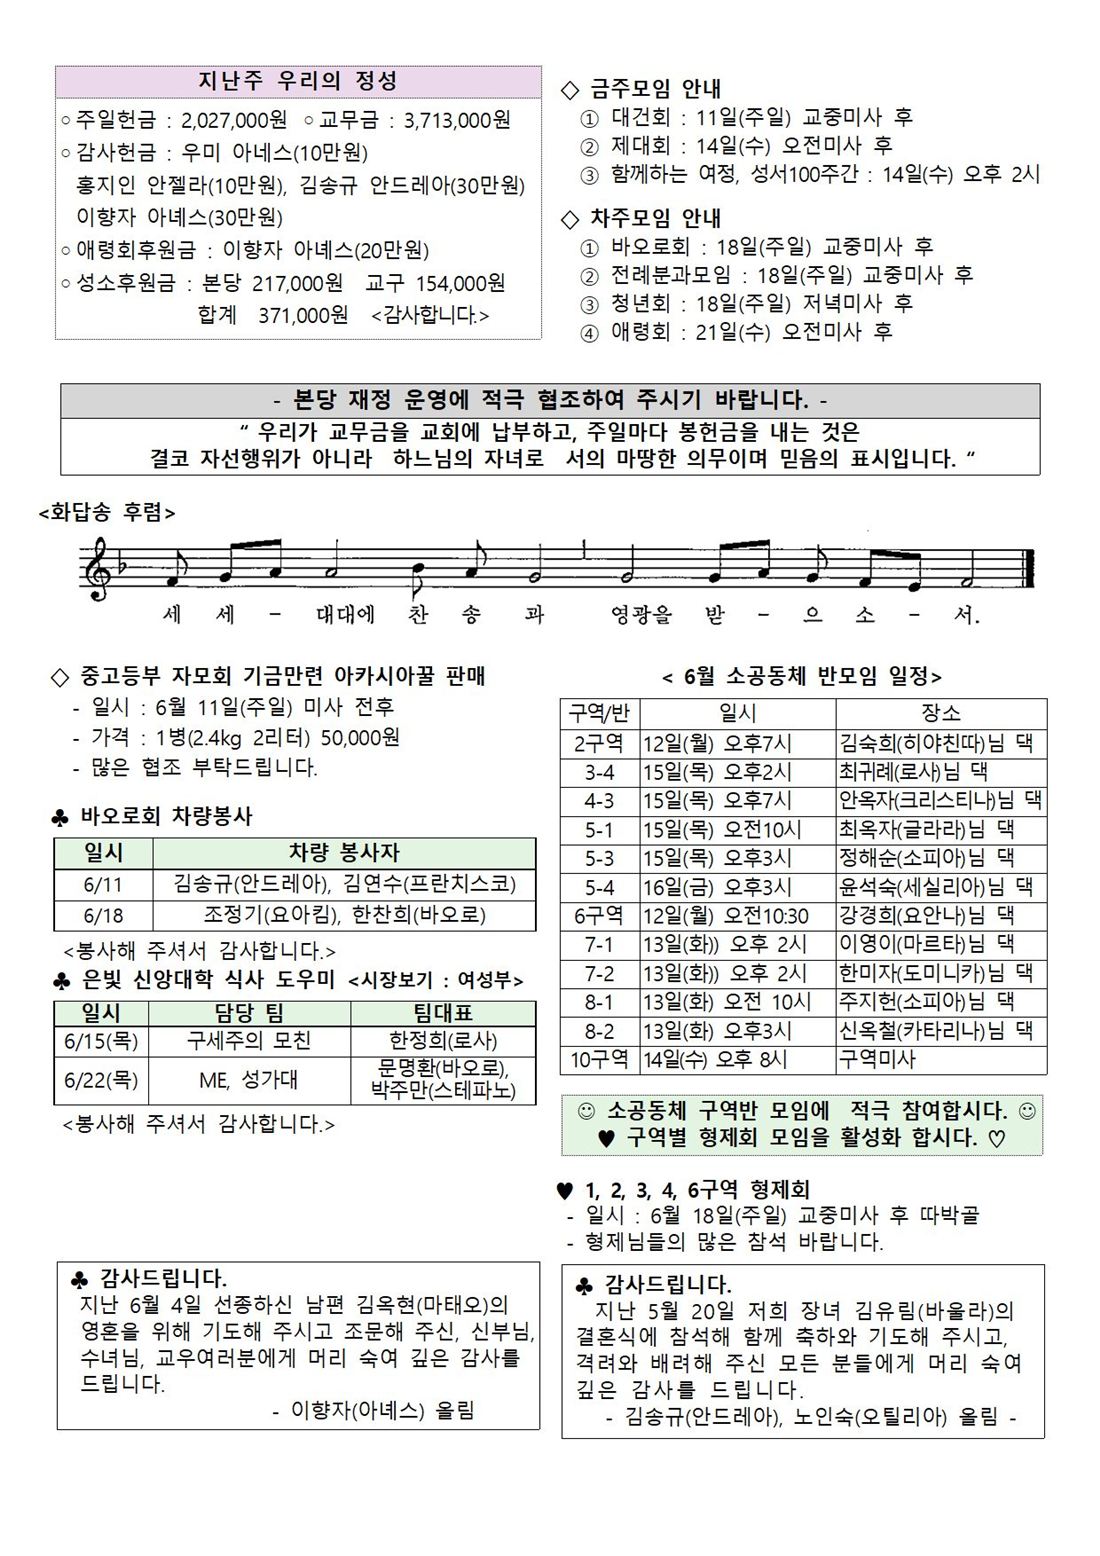 지난주 우리의 정성
○ 주일헌금 : 2,027,000원 ○ 교무금 : 3,713,000원
○ 감사헌금 : 우미 아네스(10만원)
홍지인 안젤라(10만원), 김송규 안드레아(30만원)
이향자 아녜스(30만원)
○ 애령회후원금 : 이향자 아녜스(20만원)
○ 성소후원금 : 본당 217,000원 교구 154,000원
합계 371,000원 <감사합니다.>
◇ 금주모임 안내
① 대건회 : 11일(주일) 교중미사 후
② 제대회 : 14일(수) 오전미사 후
③ 함께하는 여정, 성서100주간 : 14일(수) 오후 2시
◇ 차주모임 안내
① 바오로회 : 18일(주일) 교중미사 후
② 전례분과모임 : 18일(주일) 교중미사 후
③ 청년회 : 18일(주일) 저녁미사 후
④ 애령회 : 21일(수) 오전미사 후
- 본당 재정 운영에 적극 협조하여 주시기 바랍니다. -
“ 우리가 교무금을 교회에 납부하고, 주일마다 봉헌금을 내는 것은
결코 자선행위가 아니라 하느님의 자녀로 서의 마땅한 의무이며 믿음의 표시입니다. “
<화답송 후렴>
세 세 - 대대에 찬 송 과 영광을 받 - 으 소 - 서.
◇ 중고등부 자모회 기금만련 아카시아꿀 판매
- 일시 : 6월 11일(주일) 미사 전후
- 가격 : 1병(2.4kg 2리터) 50,000원
- 많은 협조 부탁드립니다.
♣ 바오로회 차량봉사
일시 차량 봉사자
6/11 김송규(안드레아), 김연수(프란치스코)
6/18 조정기(요아킴), 한찬희(바오로)
<봉사해 주셔서 감사합니다.>
♣ 은빛 신앙대학 식사 도우미 <시장보기 : 여성부>
일시 담당 팀 팀대표
6/15(목) 구세주의 모친 한정희(로사)
6/22(목) ME, 성가대 문명환(바오로),
박주만(스테파노)
<봉사해 주셔서 감사합니다.>
< 6월 소공동체 반모임 일정>
구역/반 일시 장소
2구역 12일(월) 오후7시 김숙희(히야친따)님 댁
3-4 15일(목) 오후2시 최귀례(로사)님 댁
4-3 15일(목) 오후7시 안옥자(크리스티나)님 댁
5-1 15일(목) 오전10시 최옥자(글라라)님 댁
5-3 15일(목) 오후3시 정해순(소피아)님 댁
5-4 16일(금) 오후3시 윤석숙(세실리아)님 댁
6구역 12일(월) 오전10:30 강경희(요안나)님 댁
7-1 13일(화)) 오후 2시 이영이(마르타)님 댁
7-2 13일(화)) 오후 2시 한미자(도미니카)님 댁
8-1 13일(화) 오전 10시 주지헌(소피아)님 댁
8-2 13일(화) 오후3시 신옥철(카타리나)님 댁
10구역 14일(수) 오후 8시 구역미사
☺ 소공동체 구역반 모임에 적극 참여합시다. ☺
♥ 구역별 형제회 모임을 활성화 합시다. ♡
♥ 1, 2, 3, 4, 6구역 형제회
- 일시 : 6월 18일(주일) 교중미사 후 따박골
- 형제님들의 많은 참석 바랍니다.
♣ 감사드립니다.
지난 6월 4일 선종하신 남편 김옥현(마태오)의
영혼을 위해 기도해 주시고 조문해 주신, 신부님,
수녀님, 교우여러분에게 머리 숙여 깊은 감사를
드립니다.
- 이향자(아녜스) 올림
♣ 감사드립니다.
지난 5월 20일 저희 장녀 김유림(바울라)의
결혼식에 참석해 함께 축하와 기도해 주시고,
격려와 배려해 주신 모든 분들에게 머리 숙여
깊은 감사를 드립니다.
- 김송규(안드레아), 노인숙(오틸리아) 올림 -